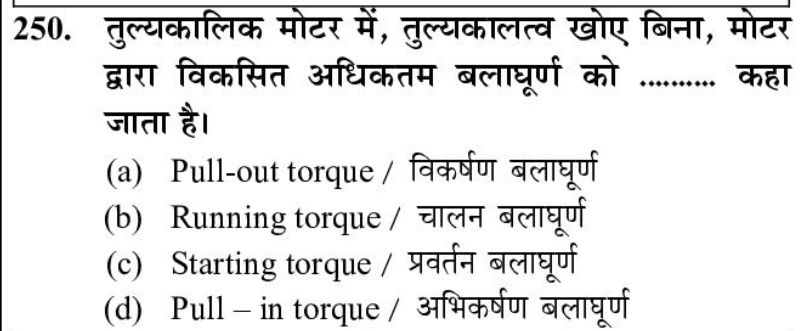 250. तुल्यकालिक मोटर में, तुल्यकालत्व खोए बिना, मोटर
द्वारा विकसित अधिकतम बलाघूर्ण को .......... कहा
जाता है।
(a) Pull-out torque / विकर्षण बलाघूर्ण
(b) Running torque / चालन बलाघूर्ण
(c) Starting torque / प्रवर्तन बलाघूर्ण
(d) Pull – in torque / अभिकर्षण बलाघूर्ण